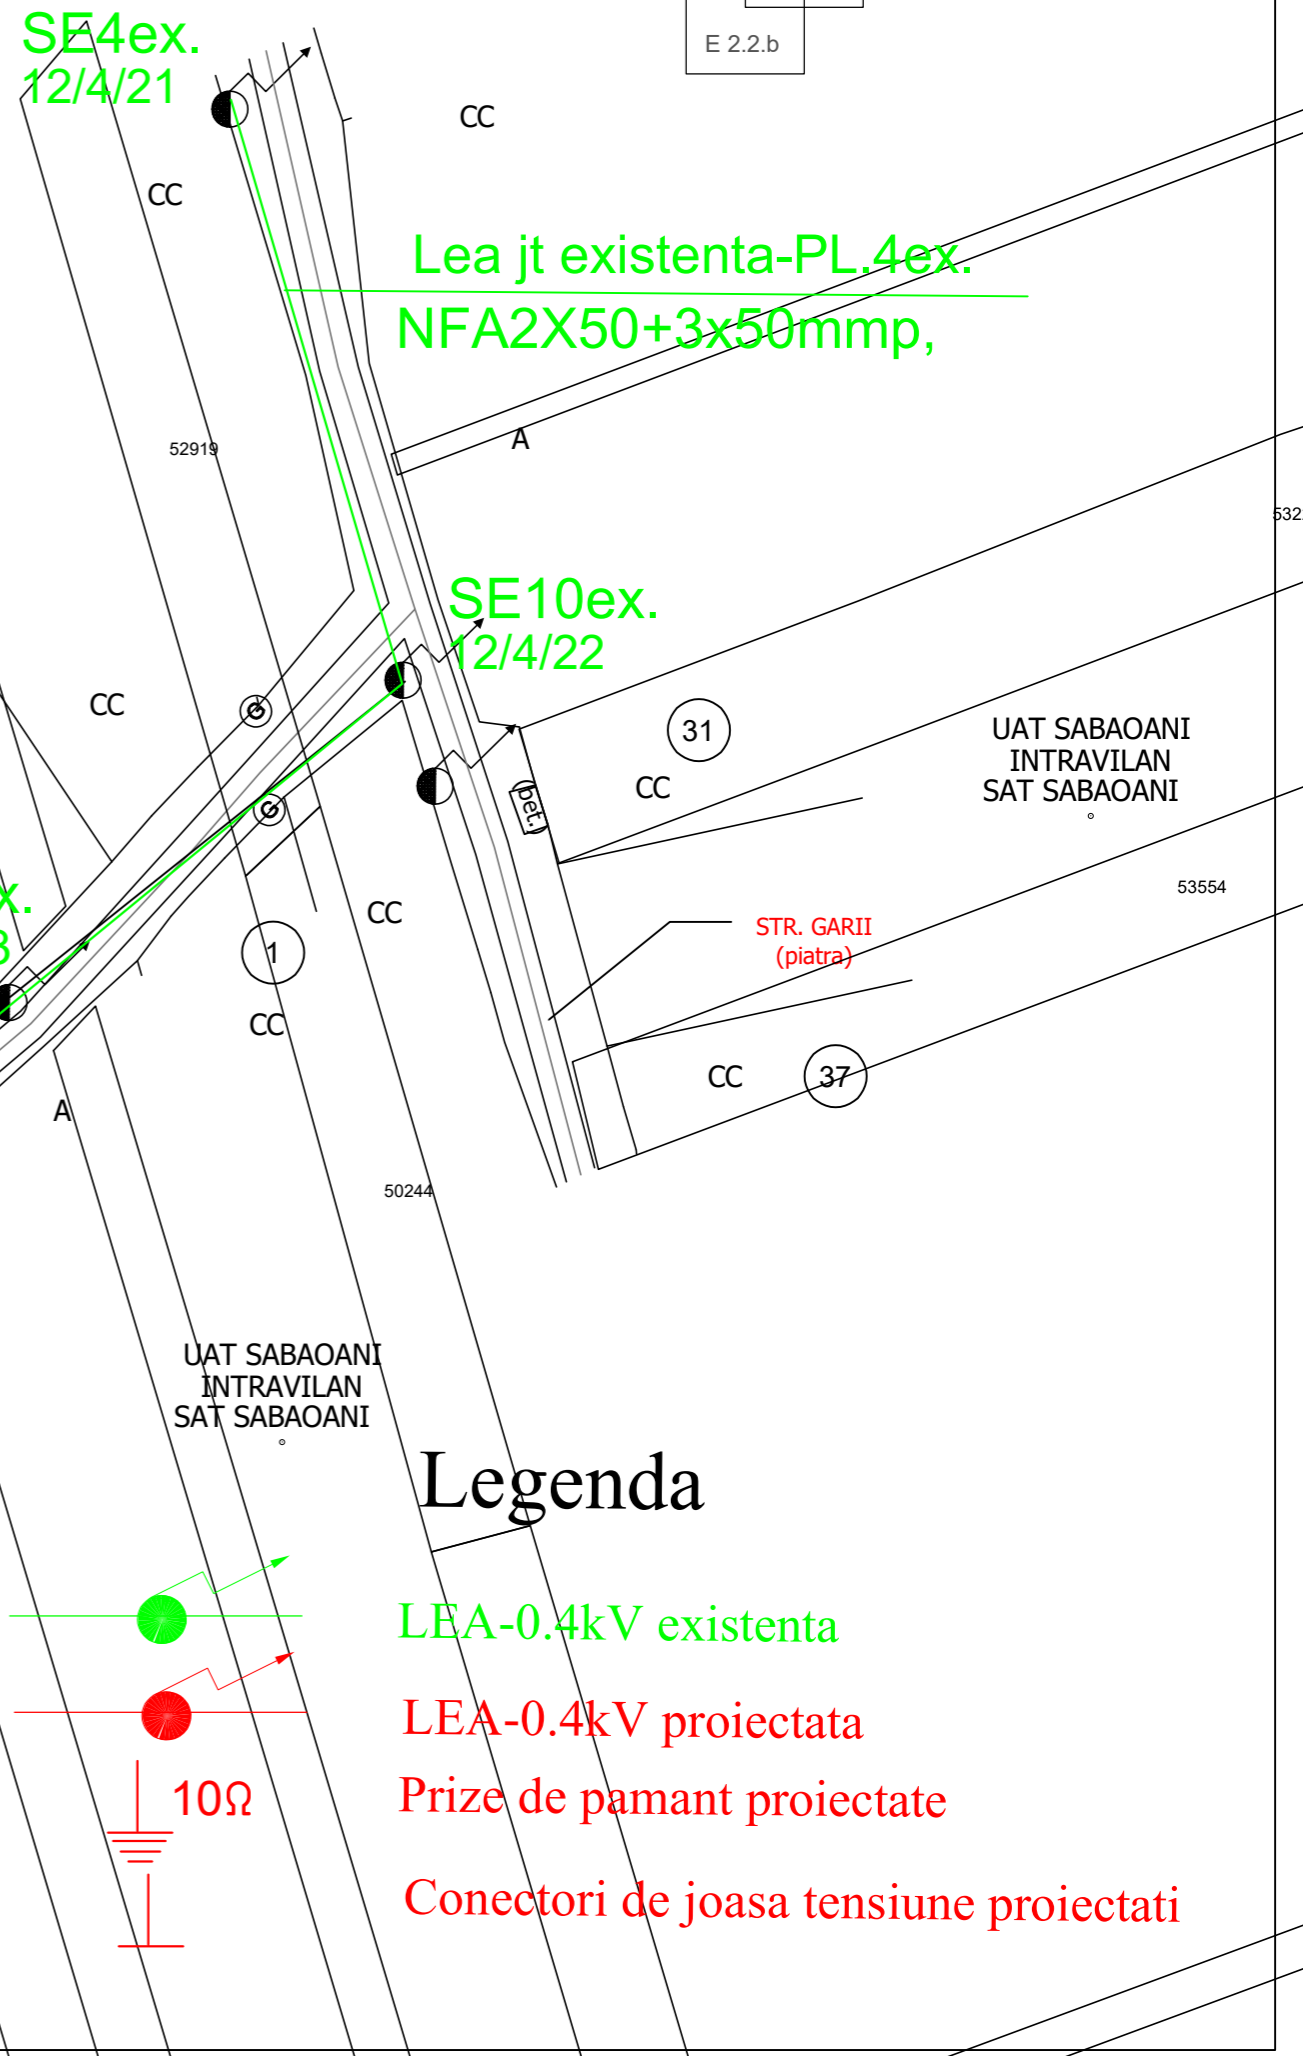 SE4ex.
12/4/21
E 2.2.b
CC
CC
Lea jt existenta-PL.4ex.
NFA2X50+3x50mmp,
52919
A
532
SE10ex.
12/4/22
CC
G
31
UAT SABAOANI
INTRAVILAN
SAT SABAOANI
CC
(bet.)
G
x.
3
CC
53554
STR. GARII
(piatra)
1
CC
CC
37
A
50244
UAT SABAOANI
INTRAVILAN
SAT SABAOANI
Legenda
LEA-0.4kV existenta
LEA-0.4kV proiectata
10Ω
Prize de pamant proiectate
Conectori de joasa tensiune proiectati